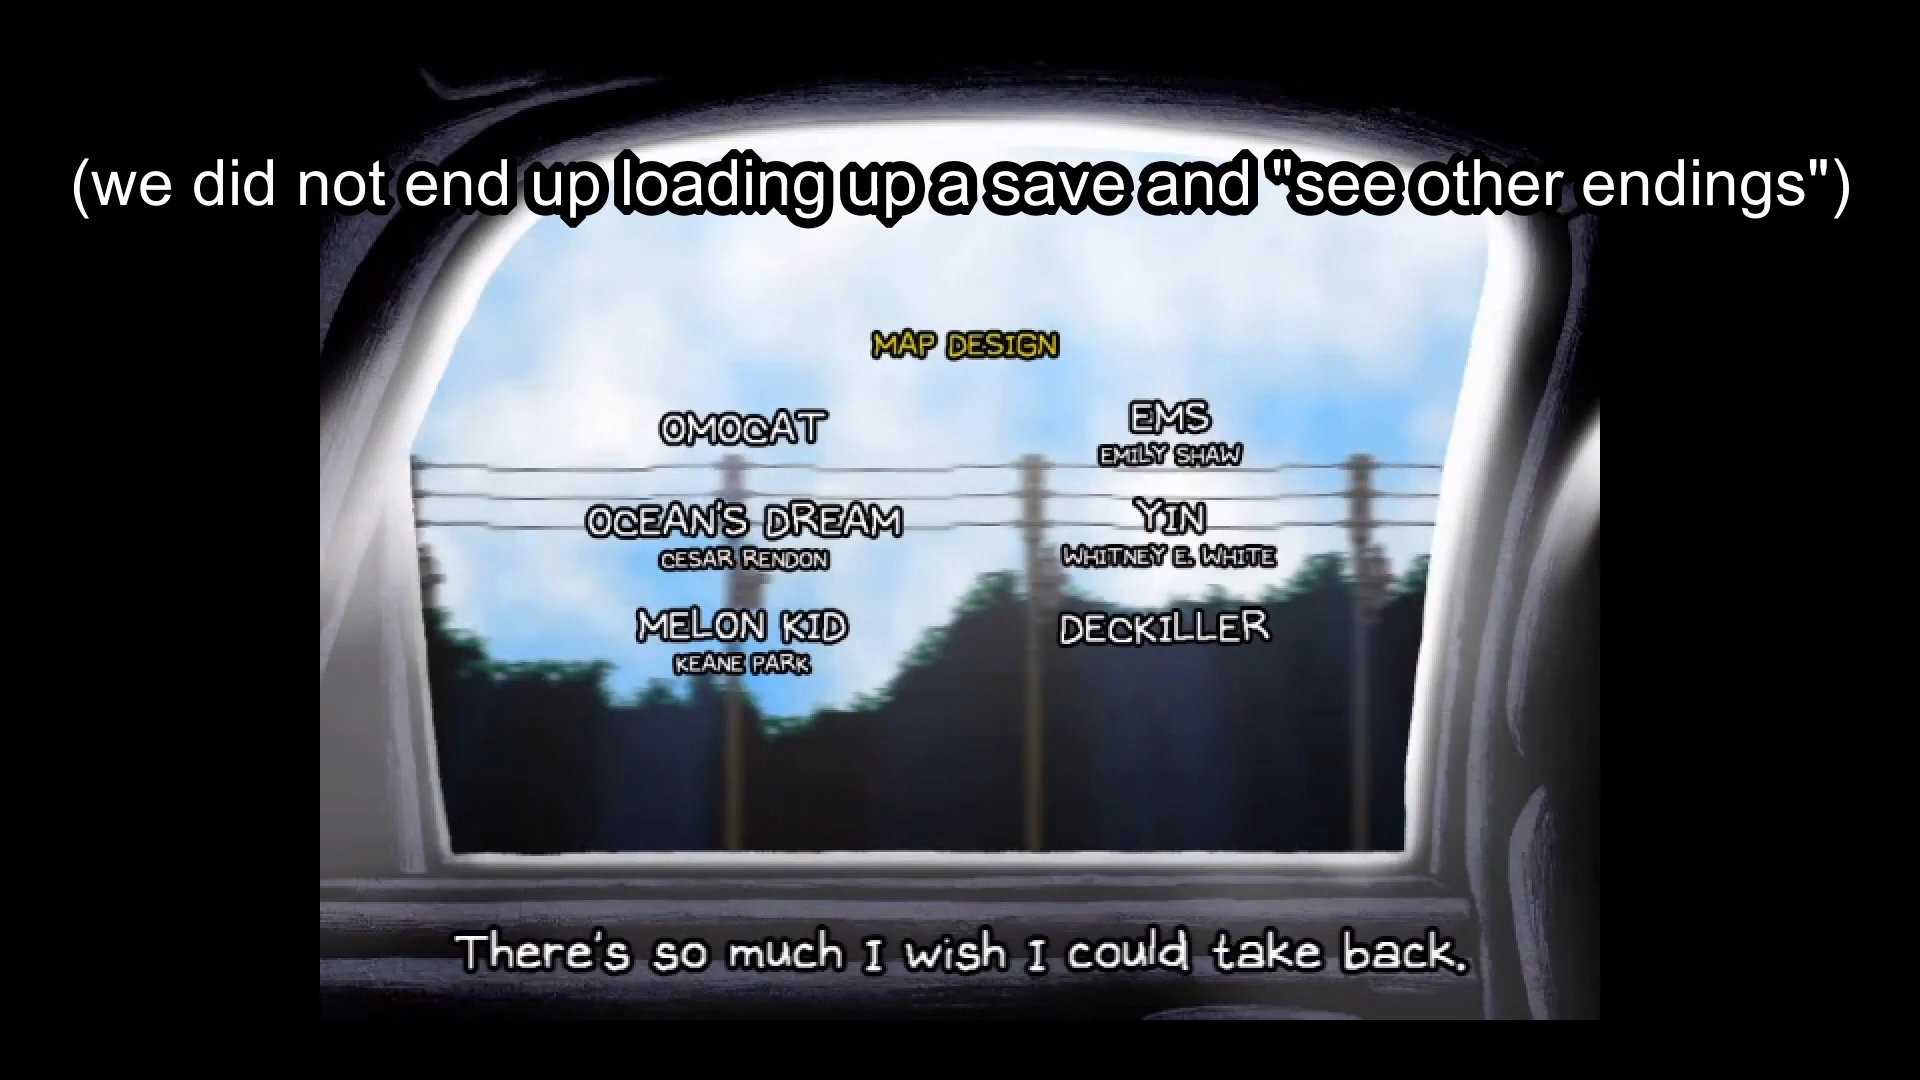 (we did not end up loading up a save and "see other endings")
MAP DESIGN
OMOCAT
EMS
EMILY SHAW
OCEAN'S DREAM
CESAR RENDON
YIN
WHITNEY E. WHITE
MELON KID
KEANE PARK
DECKILLER
There's so much I wish I could take back.